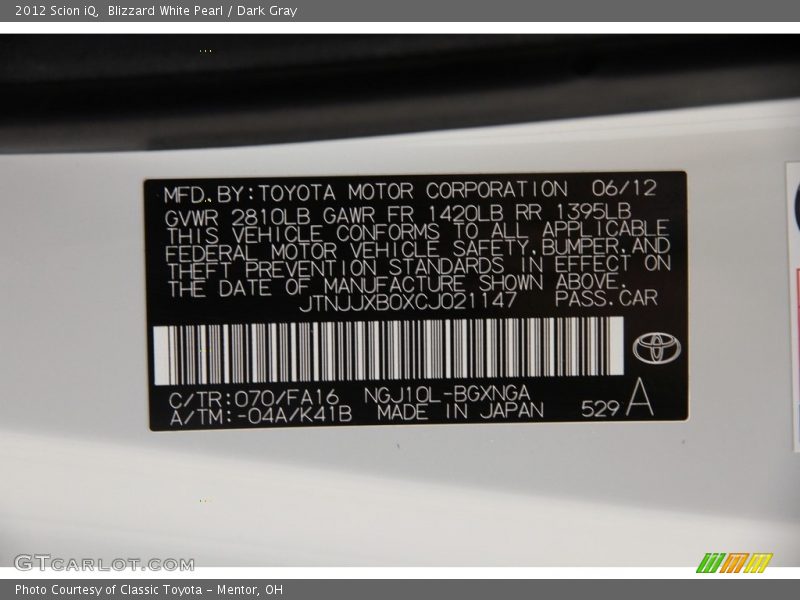 2012 Scion iQ,  Blizzard White Pearl / Dark Gray
MFD. BY: TOYOTA MOTOR CORPORATION 06/12
GVWR 2810LB GAWR FR 1420LB RR 1395LB
THIS VEHICLE CONFORMS TO ALL APPLICABLE
FEDERAL MOTOR VEHICLE SAFETY, BUMPER, AND
THEFT PREVENTION STANDARDS IN EFFECT ON
THE DATE OF MANUFACTURE SHOWN ABOVE.
JTNJJXB0XCJ021147 PASS. CAR
C/TR: 070/FA16 NGJ10L-BGXNGA
A/TM: -04A/K41B MADE IN JAPAN 529 A
GTCARLOT.COM
Photo Courtesy of Classic Toyota - Mentor, OH